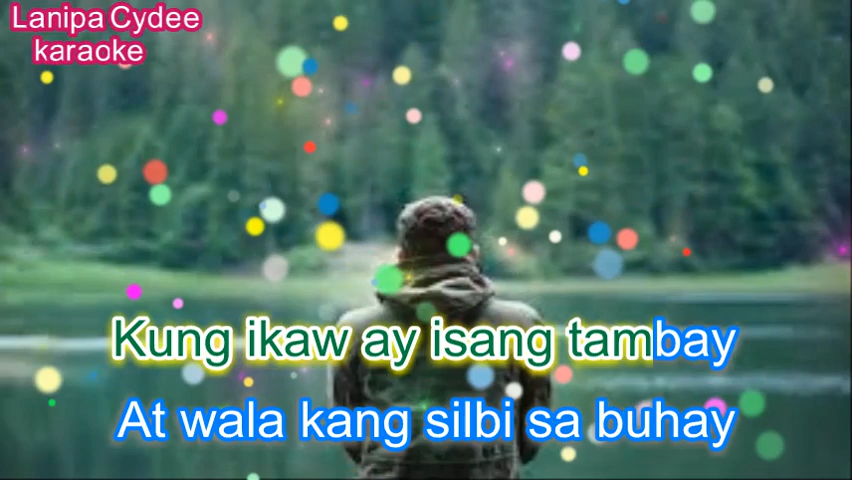 Lanipa Cydee
karaoke
Kung ikaw ay isang tambay
At wala kang silbi sa buhay